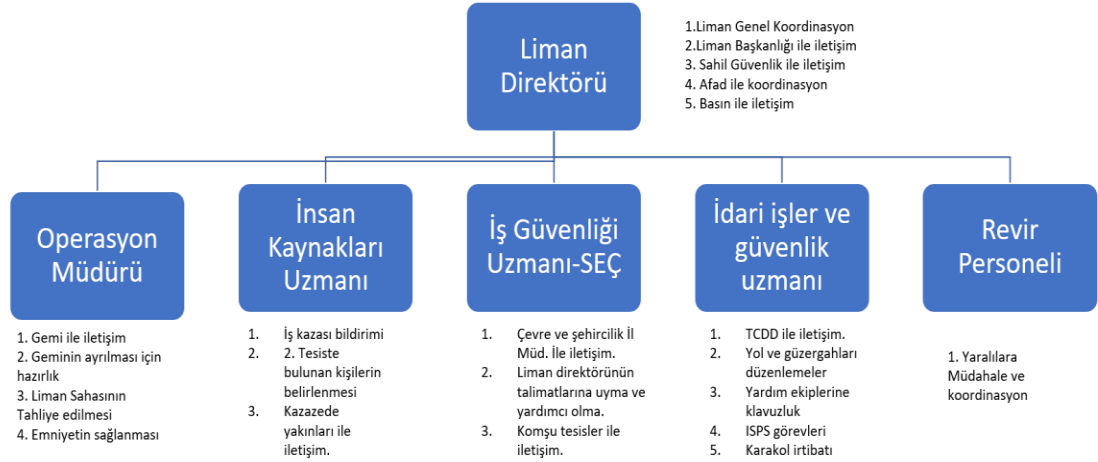 Liman
Direktörü
1.Liman Genel Koordinasyon
2.Liman Başkanlığı ile iletişim
3. Sahil Güvenlik ile iletişim
4. Afad ile koordinasyon
5. Basın ile iletişim
Operasyon
Müdürü
1. Gemi ile iletişim
2. Geminin ayrılması için
hazırlık
3. Liman Sahasının
Tahliye edilmesi
4. Emniyetin sağlanması
İnsan
Kaynakları
Uzmanı
1. İş kazası bildirimi
2. 2. Tesiste
bulunan kişilerin
belirlenmesi
3. Kazazede
yakınları ile
iletişim.
İş Güvenliği
Uzmanı-SEÇ
1. Çevre ve şehircilik İl
Müd. İle iletişim.
2. Liman direktörünün
talimatlarına uyma ve
yardımcı olma.
3. Komşu tesisler ile
iletişim.
İdari işler ve
güvenlik
uzmanı
1. TCDD ile iletişim.
2. Yol ve güzergahları
düzenlemeler
3. Yardım ekiplerine
klavuzluk
4. ISPS görevleri
5. Karakol irtibatı
Revir
Personeli
1. Yaralılara
Müdahale ve
koordinasyon